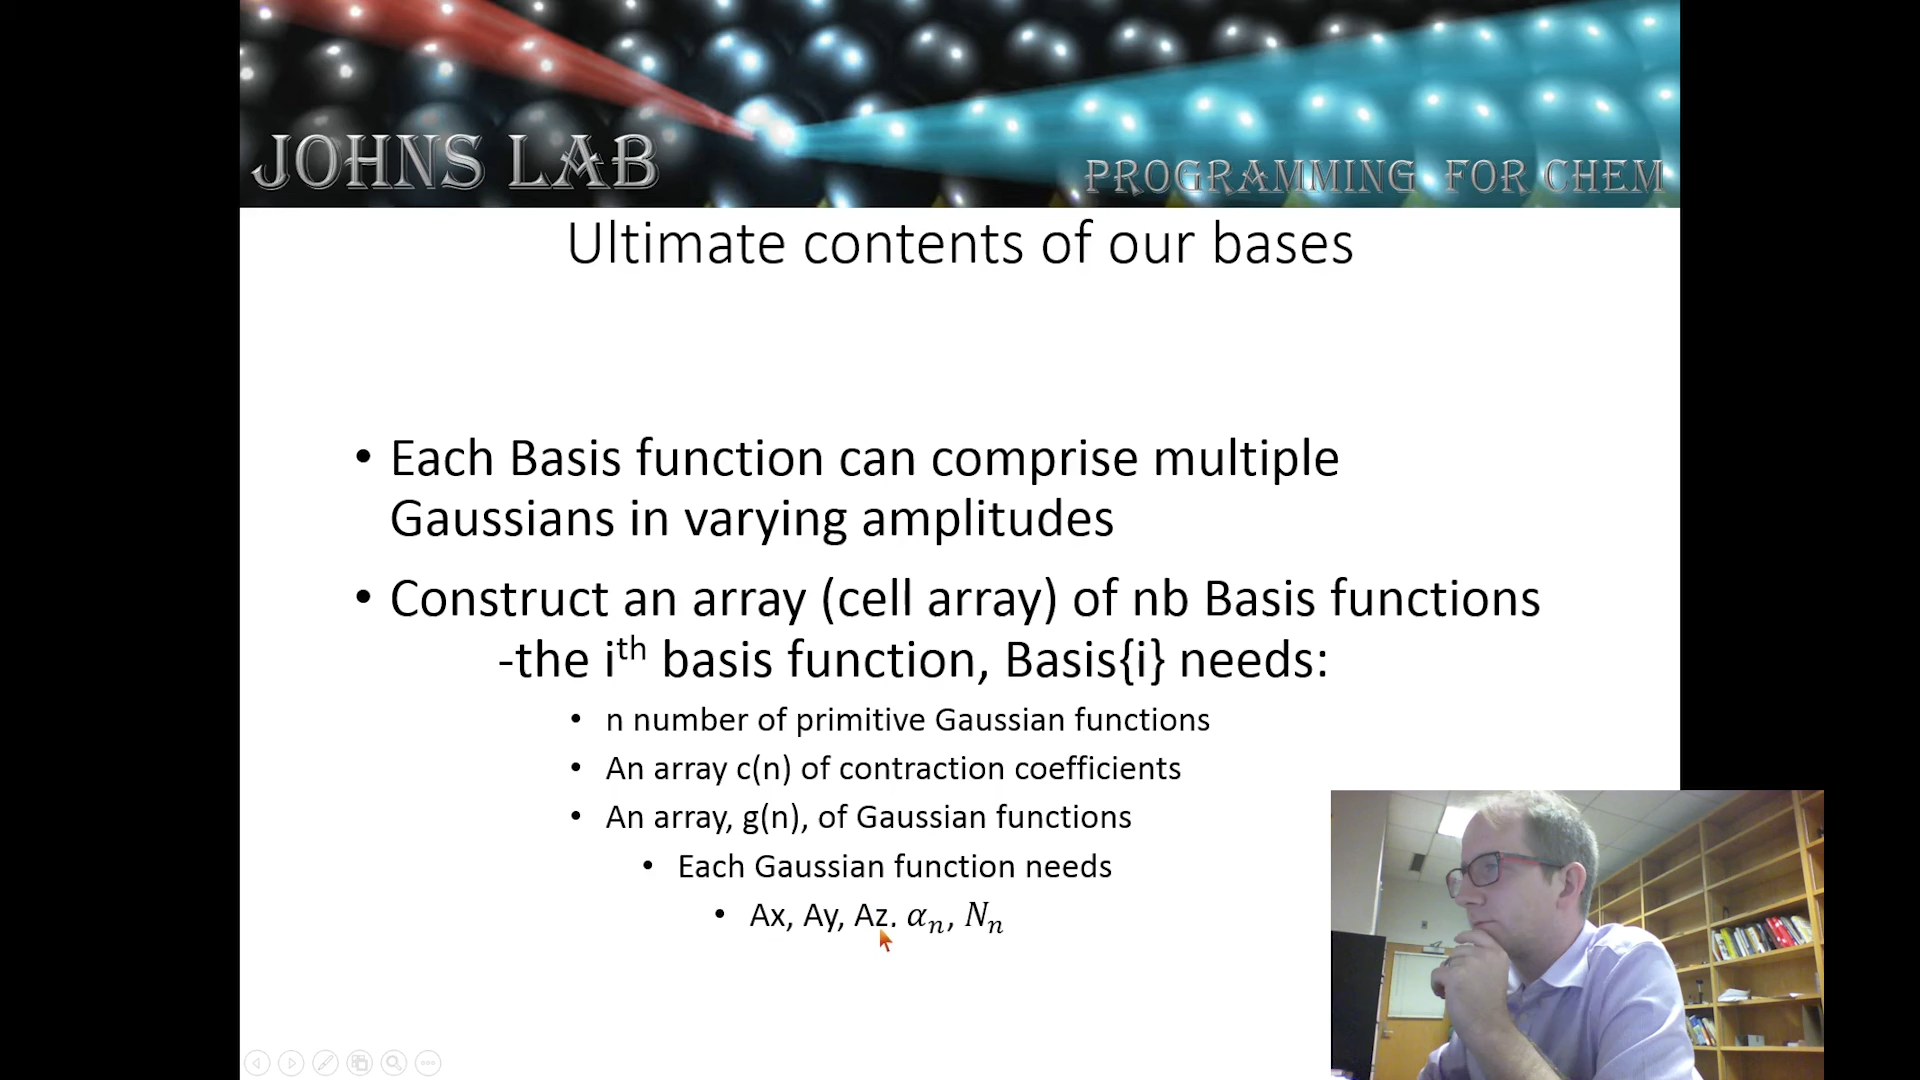 JOHNS LAB
PROGRAMMING FOR CHEM
Ultimate contents of our bases
• Each Basis function can comprise multiple
Gaussians in varying amplitudes
• Construct an array (cell array) of nb Basis functions
-the iᵗʰ basis function, Basis{i} needs:
• n number of primitive Gaussian functions
• An array c(n) of contraction coefficients
• An array, g(n), of Gaussian functions
• Each Gaussian function needs
• Ax, Ay, Az. αₙ, Nₙ